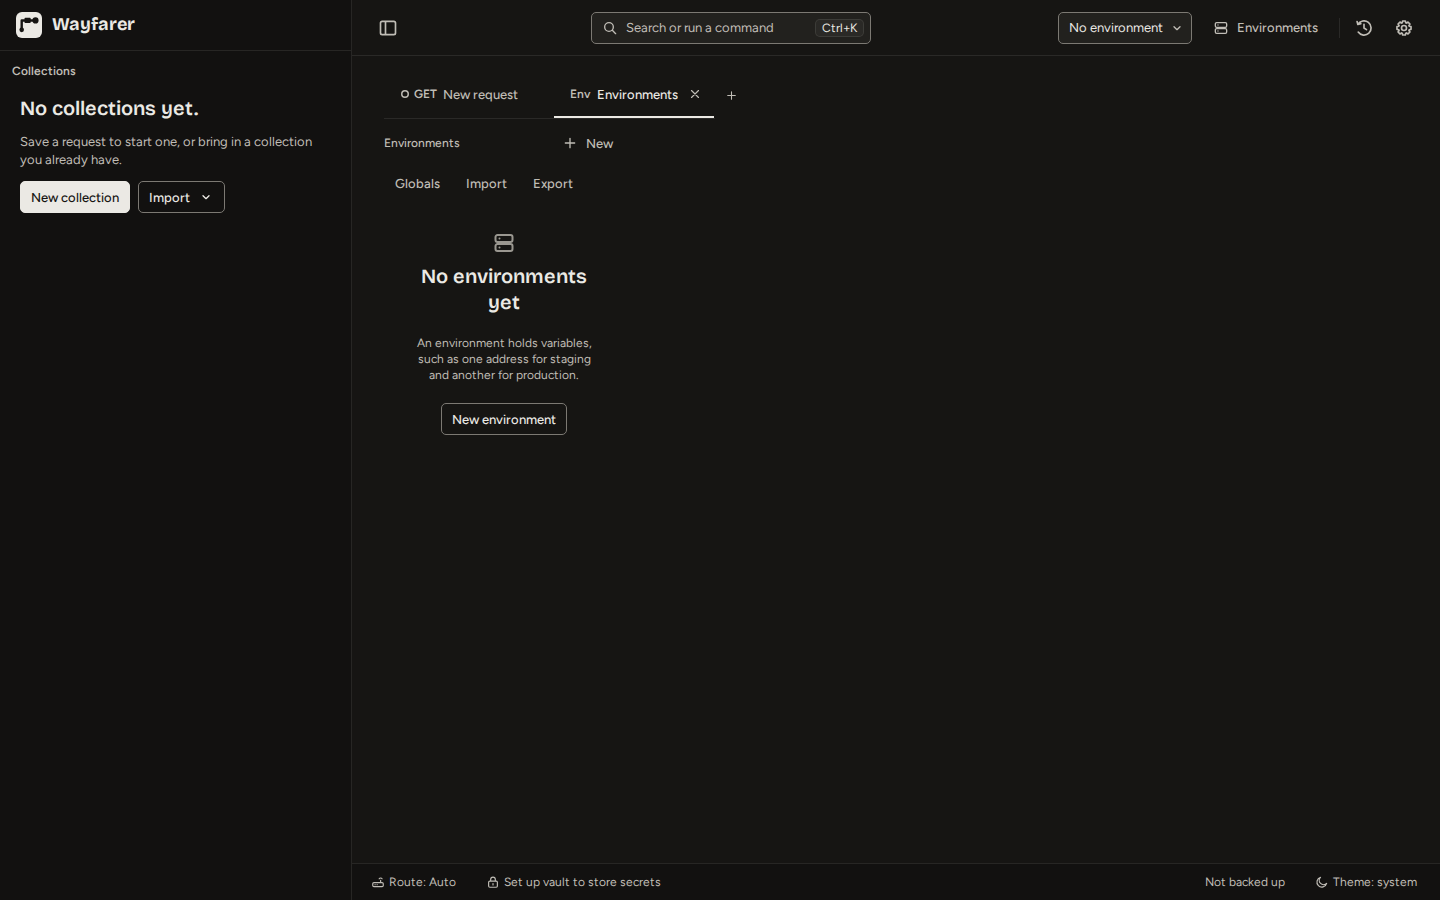 Wayfarer
Search or run a command
Ctrl+K
No environment
Environments
Collections
No collections yet.
Save a request to start one, or bring in a collection
you already have.
New collection
Import
GET New request
Env Environments
Environments
New
Globals
Import
Export
No environments
yet
An environment holds variables,
such as one address for staging
and another for production.
New environment
Route: Auto
Set up vault to store secrets
Not backed up
Theme: system